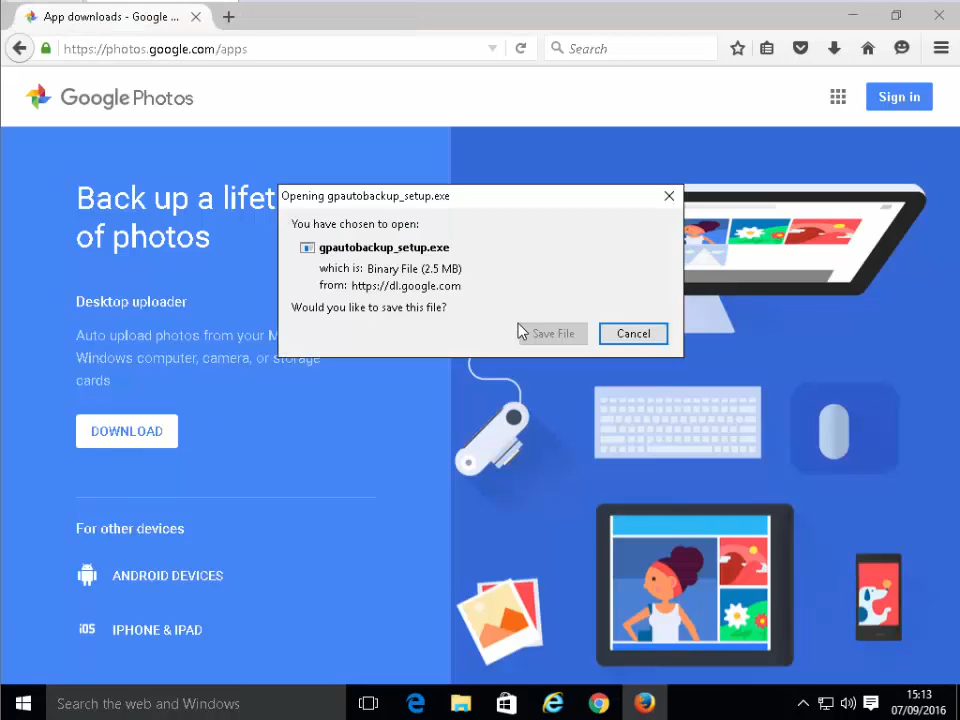 App downloads - Google ...
https://photos.google.com/apps
Search
Google Photos
Sign in
Back up a lifet
of photos
Desktop uploader
Auto upload photos from your M
Windows computer, camera, or storage
cards
DOWNLOAD
For other devices
ANDROID DEVICES
iOS IPHONE & IPAD
Opening gpautobackup_setup.exe
You have chosen to open:
gpautobackup_setup.exe
which is: Binary File (2.5 MB)
from: https://dl.google.com
Would you like to save this file?
Save File
Cancel
Search the web and Windows
15:13
07/09/2016